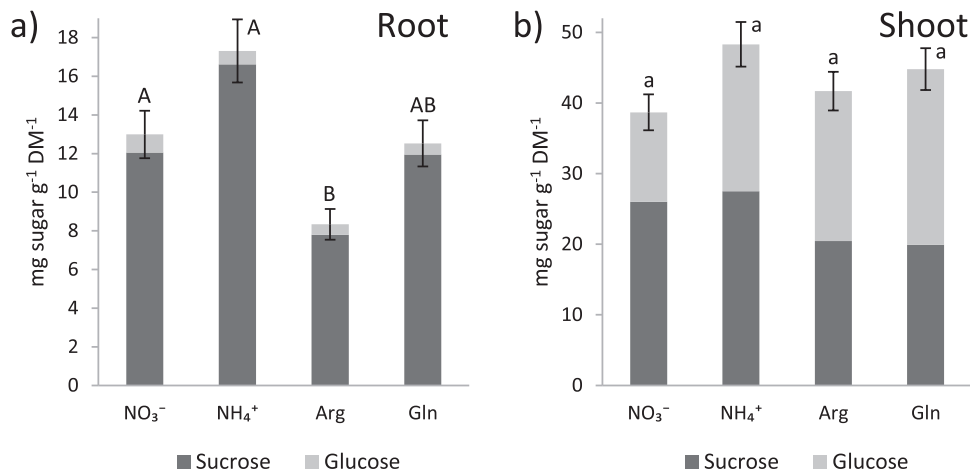 a) Root
mg sugar g⁻¹ DM⁻¹
18
16
14
12
10
8
6
4
2
0
A
A
B
AB
NO₃⁻ NH₄⁺ Arg Gln
Sucrose Glucose
b) Shoot
mg sugar g⁻¹ DM⁻¹
50
40
30
20
10
0
a
a
a
a
NO₃⁻ NH₄⁺ Arg Gln
Sucrose Glucose